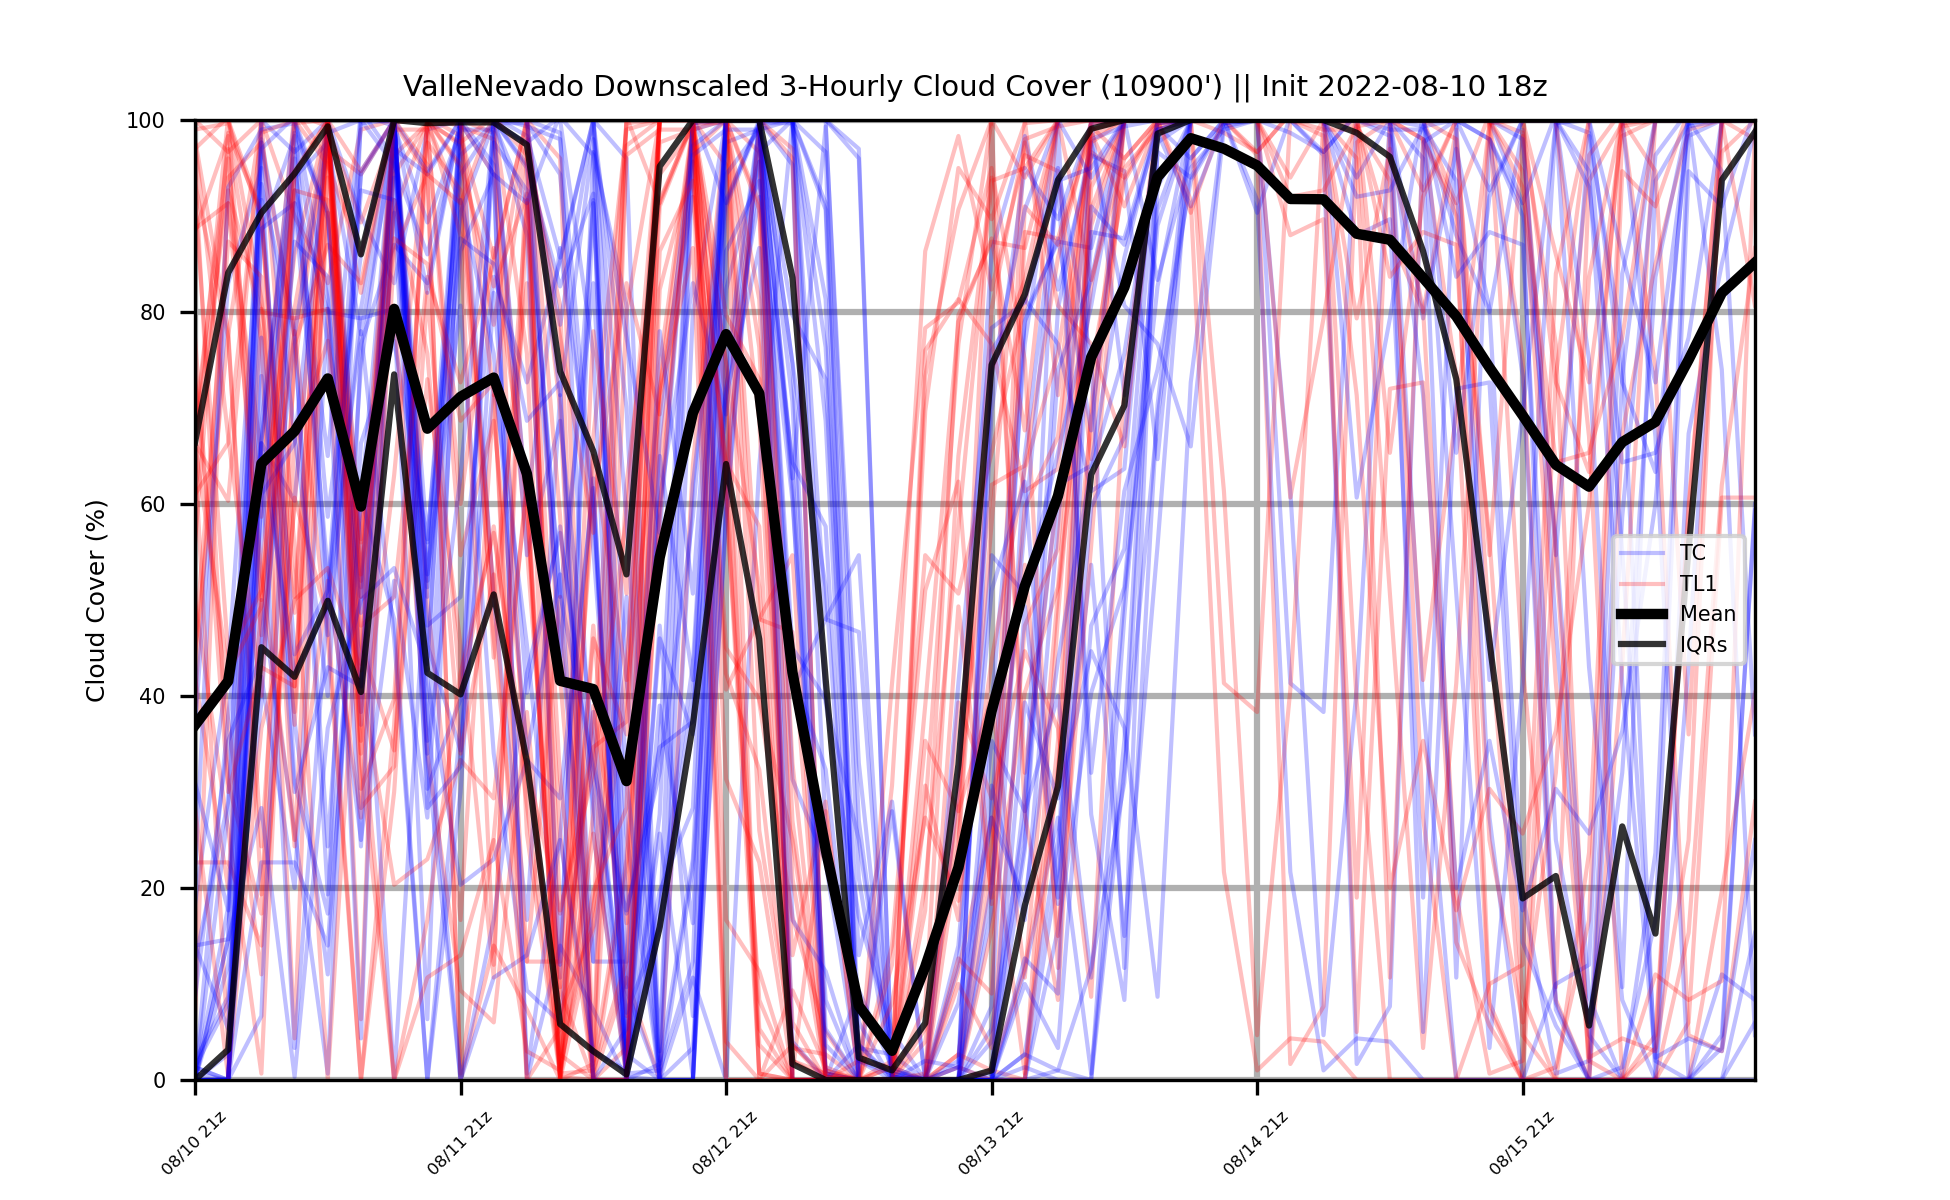 ValleNevado Downscaled 3-Hourly Cloud Cover (10900') || Init 2022-08-10 18z
Cloud Cover (%)
100
80
60
40
20
0
TC
TL1
Mean
IQRs
08/10 21z
08/11 21z
08/12 21z
08/13 21z
08/14 21z
08/15 21z